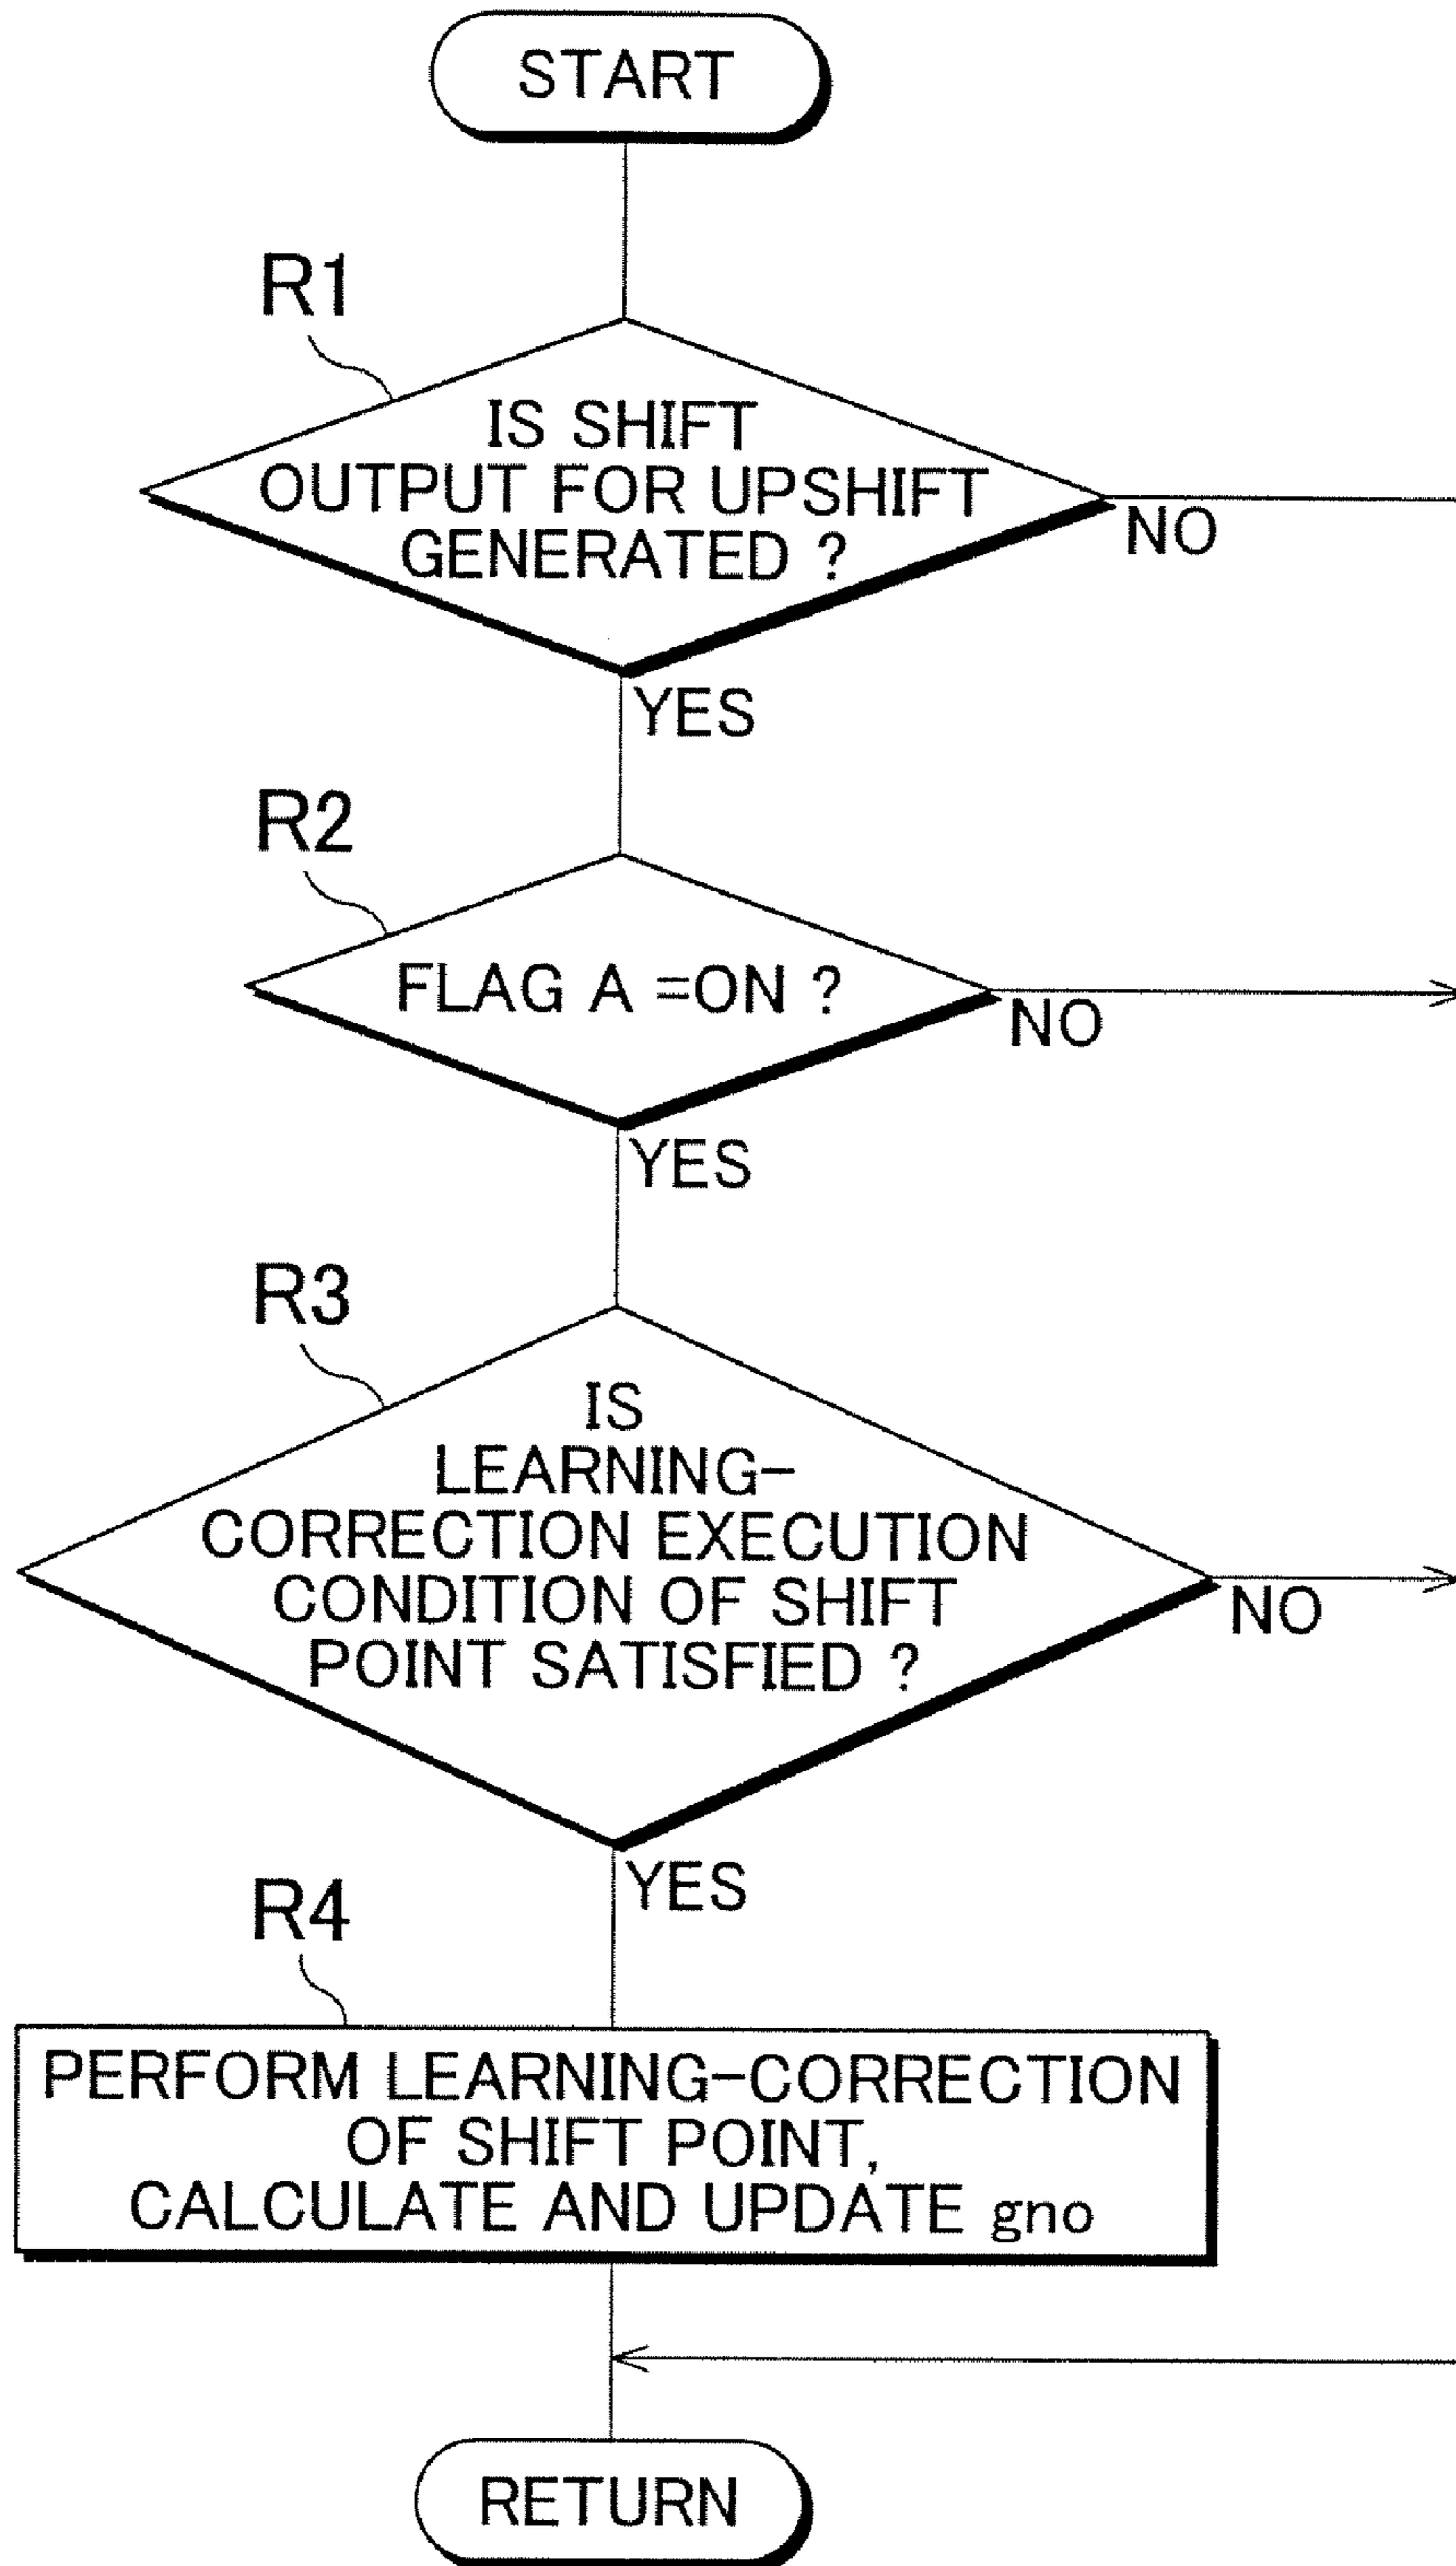 START
R1
IS SHIFT
OUTPUT FOR UPSHIFT
GENERATED ?
NO
YES
R2
FLAG A =ON ?
NO
YES
R3
IS
LEARNING-
CORRECTION EXECUTION
CONDITION OF SHIFT
POINT SATISFIED ?
NO
YES
R4
PERFORM LEARNING-CORRECTION
OF SHIFT POINT,
CALCULATE AND UPDATE gno
RETURN